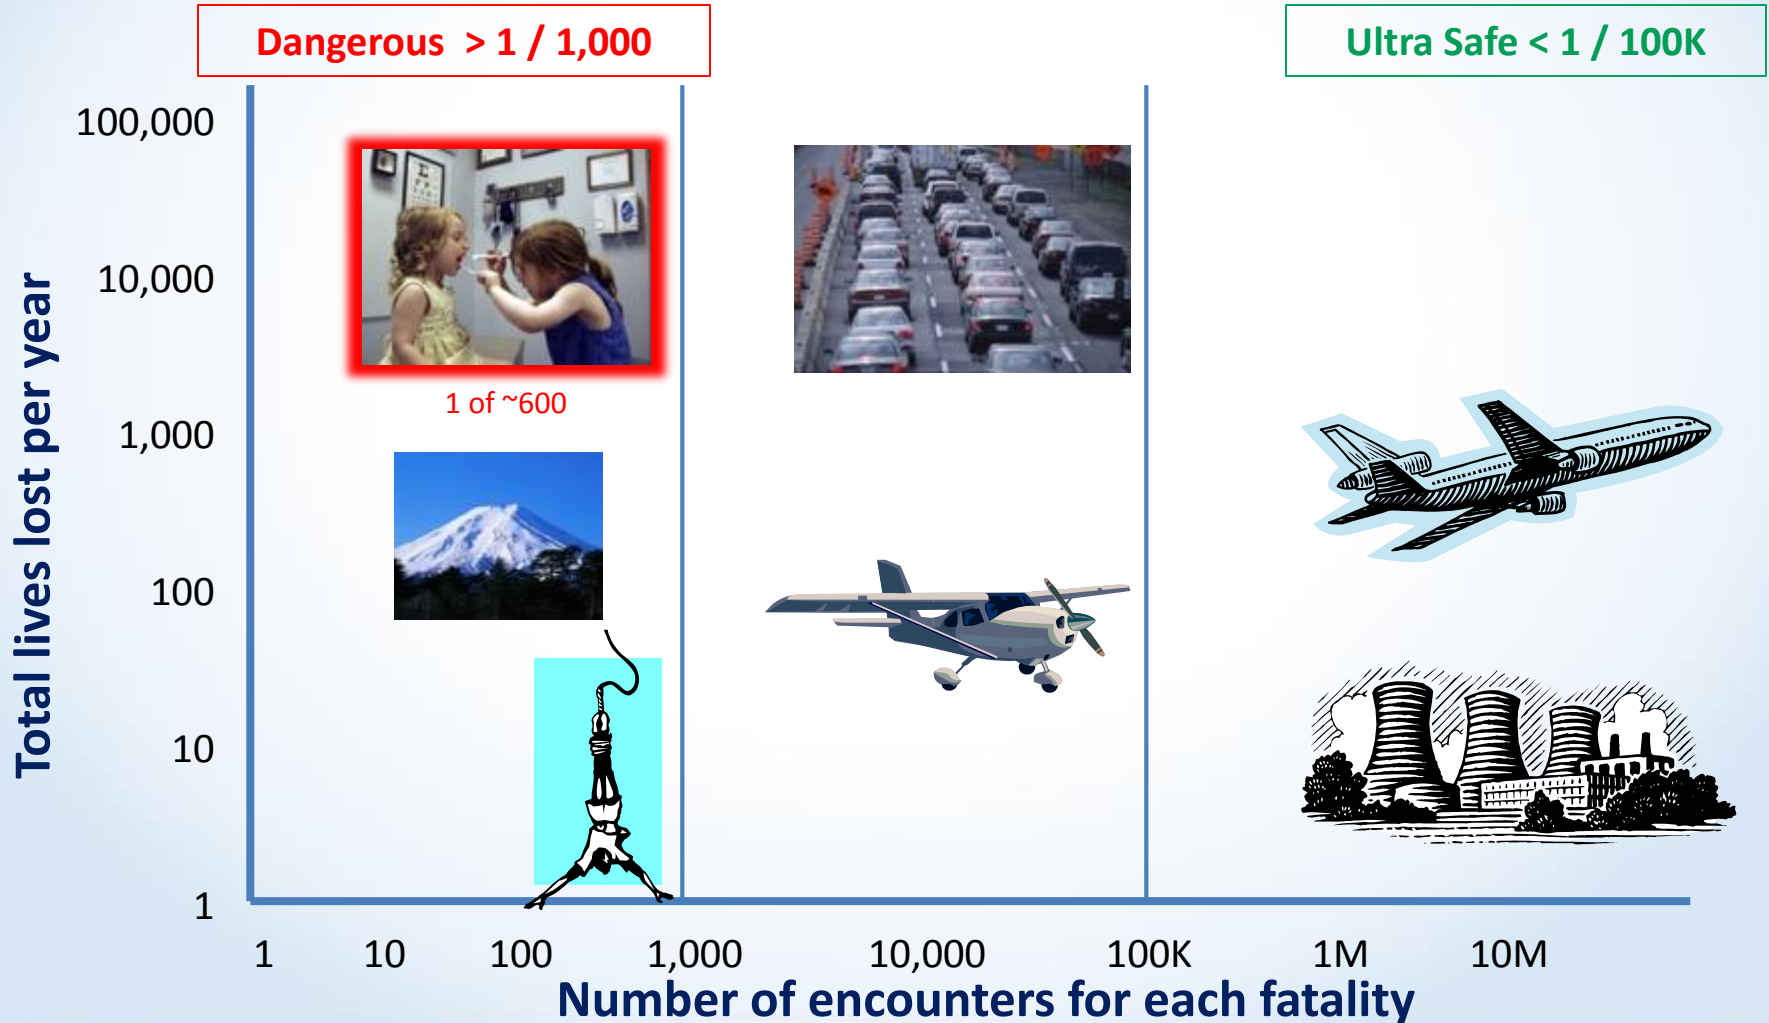 Dangerous > 1 / 1,000
Ultra Safe < 1 / 100K
Total lives lost per year
100,000
10,000
1,000
100
10
1
1 of ~600
1 10 100 1,000 10,000 100K 1M 10M
Number of encounters for each fatality